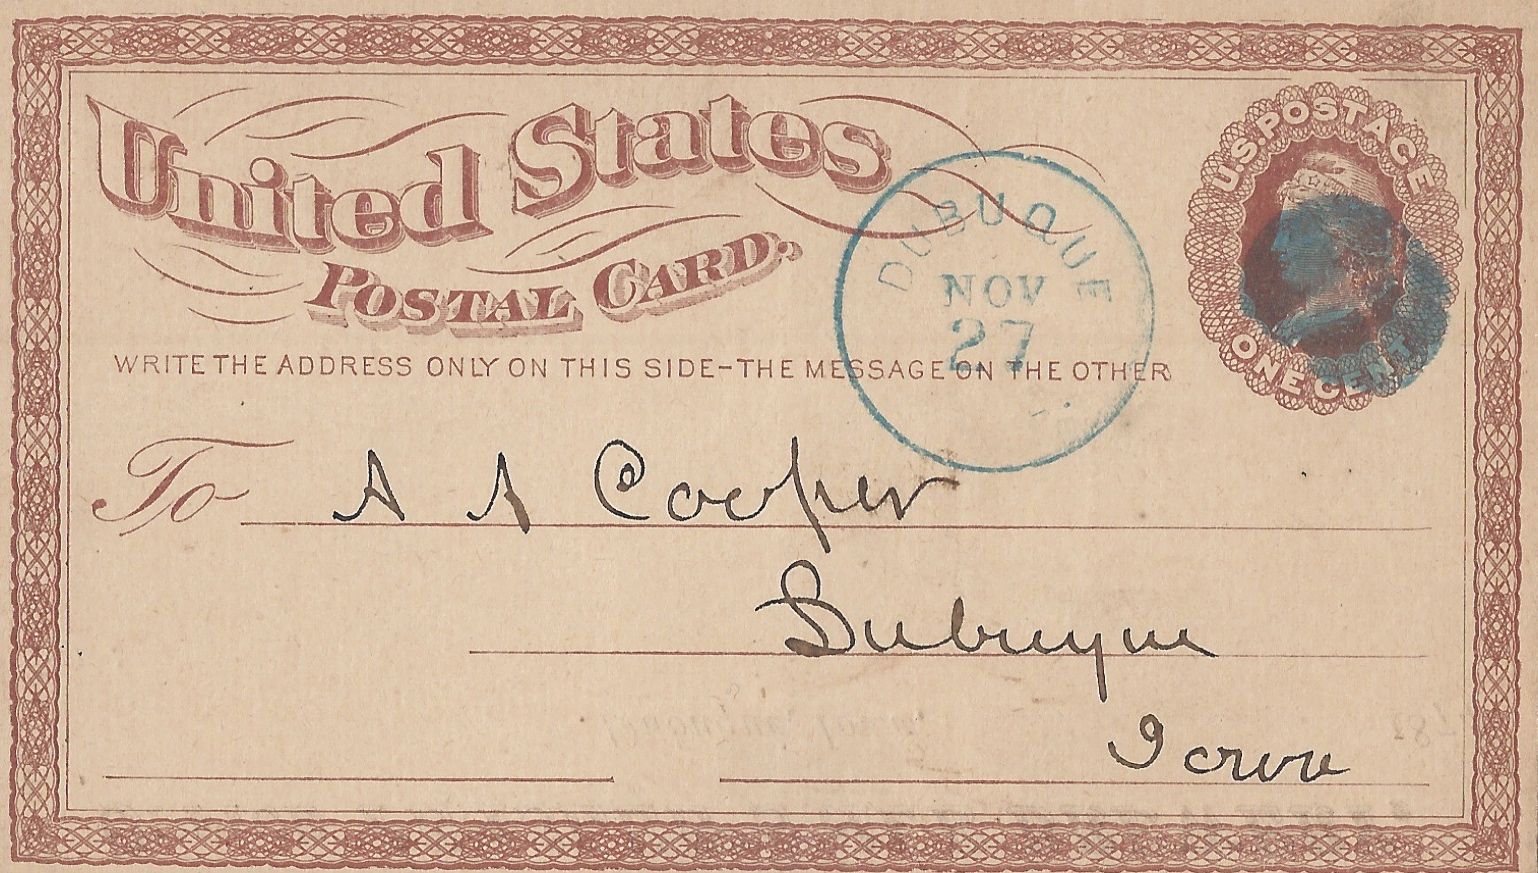 United States
Postal Card.
U.S. POSTAGE
ONE CENT
DUBUQUE
NOV
27
WRITE THE ADDRESS ONLY ON THIS SIDE-THE MESSAGE ON THE OTHER
To A A Cooper
Dubuque
Iowa